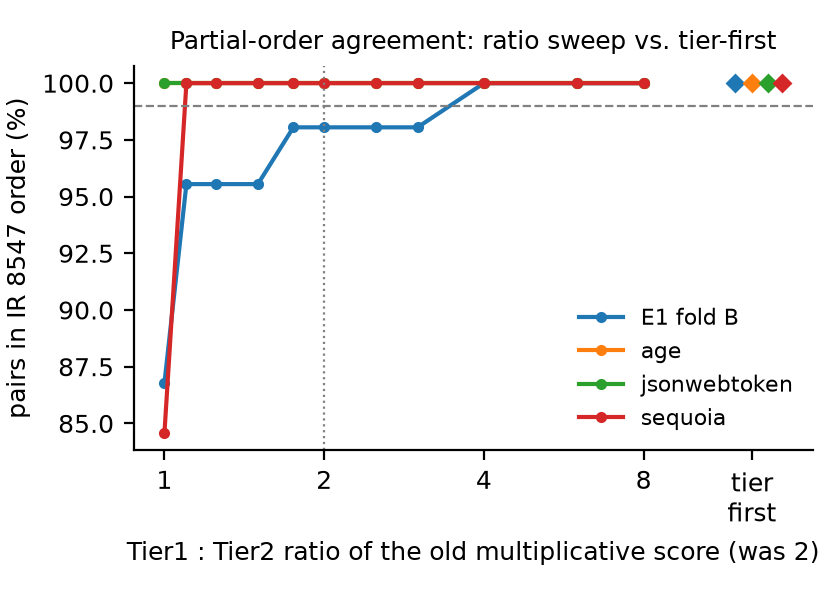 Partial-order agreement: ratio sweep vs. tier-first
pairs in IR 8547 order (%)
100.0
97.5
95.0
92.5
90.0
87.5
85.0
E1 fold B
age
jsonwebtoken
sequoia
1
2
4
8
tier
first
Tier1 : Tier2 ratio of the old multiplicative score (was 2)